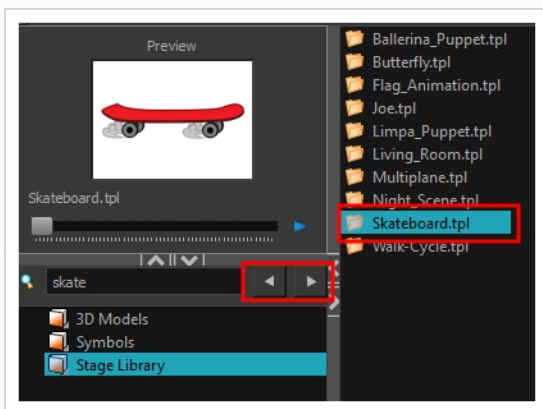 Preview
Skateboard.tpl
skate
3D Models
Symbols
Stage Library
Ballerina_Puppet.tpl
Butterfly.tpl
Flag_Animation.tpl
Joe.tpl
Limpa_Puppet.tpl
Living_Room.tpl
Multiplane.tpl
Night_Scene.tpl
Skateboard.tpl
Walk-Cycle.tpl